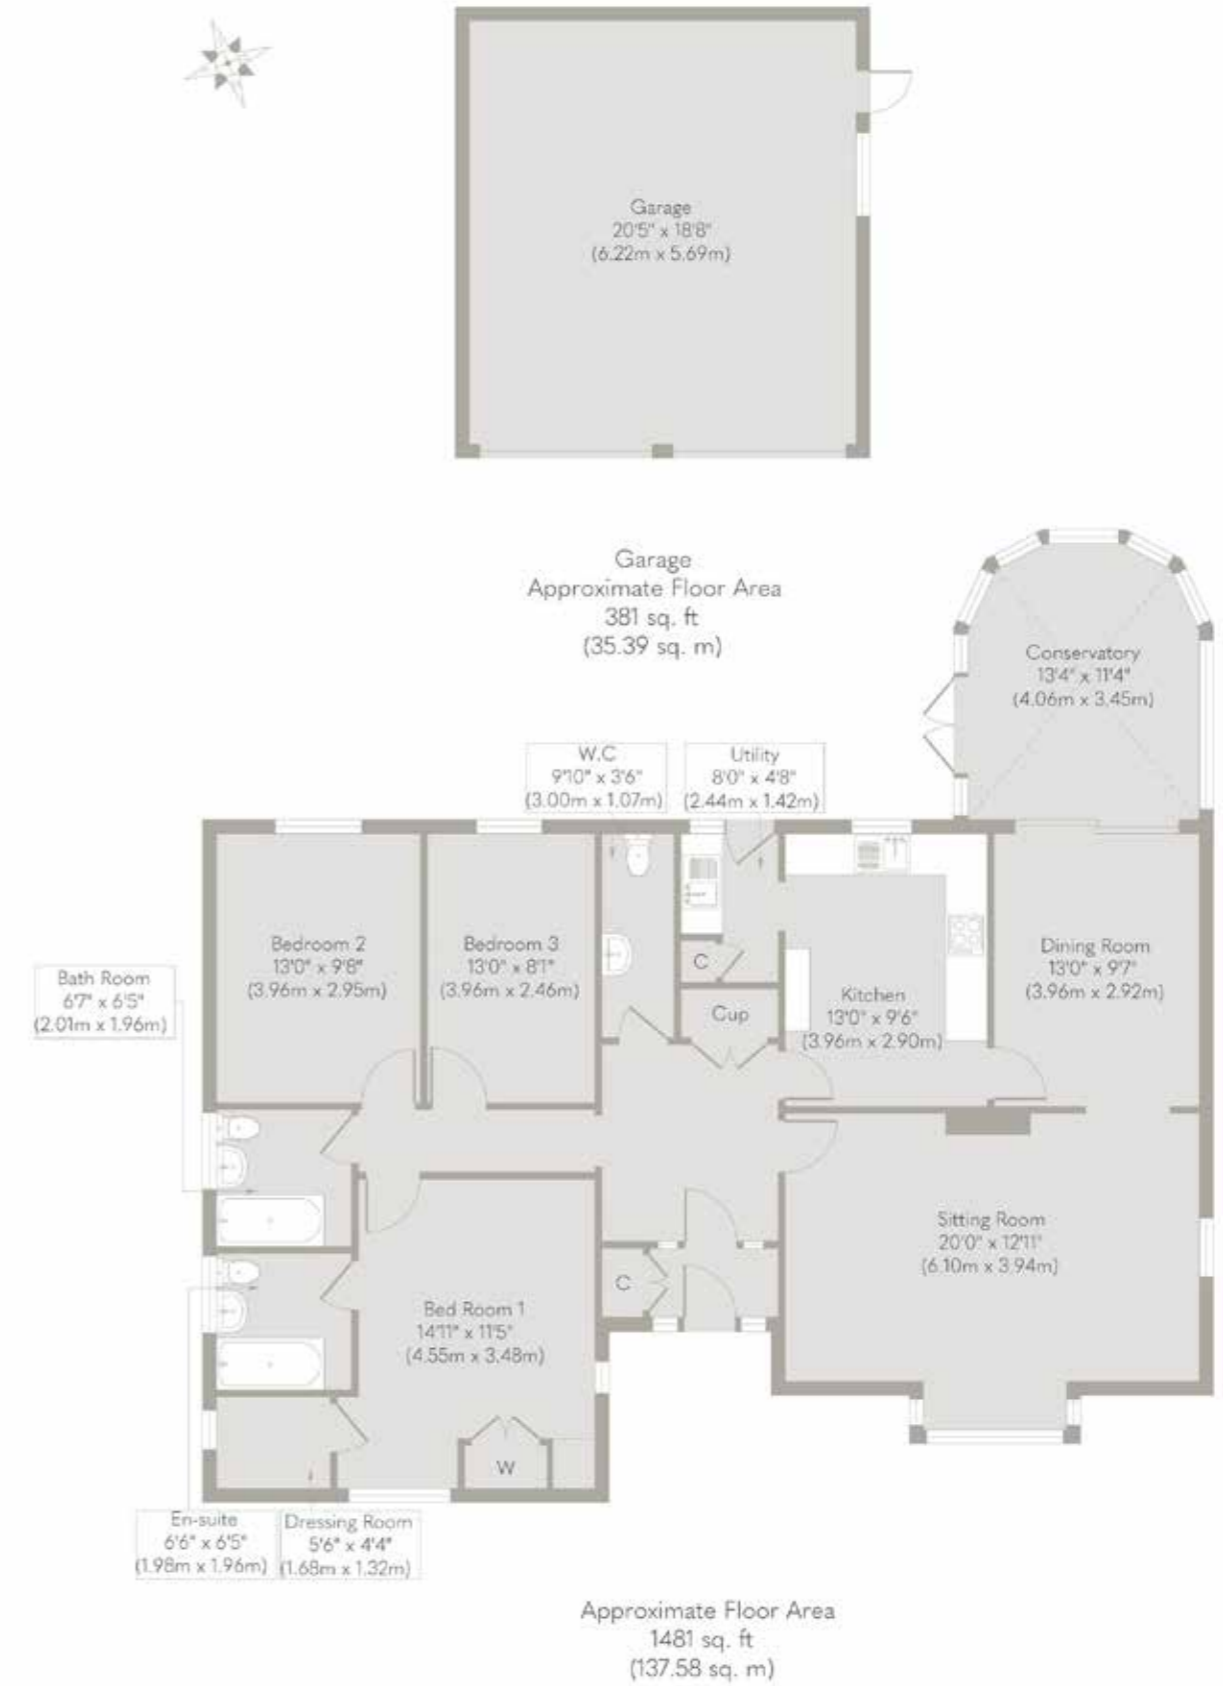 Garage
20'5" x 18'8"
(6.22m x 5.69m)
Garage
Approximate Floor Area
381 sq. ft
(35.39 sq. m)
Conservatory
13'4" x 11'4"
(4.06m x 3.45m)
W.C
9'10" x 3'6"
(3.00m x 1.07m)
Utility
8'0" x 4'8"
(2.44m x 1.42m)
Bedroom 2
13'0" x 9'8"
(3.96m x 2.95m)
Bedroom 3
13'0" x 8'1"
(3.96m x 2.46m)
C
Cup
Kitchen
13'0" x 9'6"
(3.96m x 2.90m)
Dining Room
13'0" x 9'7"
(3.96m x 2.92m)
Bath Room
6'7" x 6'5"
(2.01m x 1.96m)
Sitting Room
20'0" x 12'11"
(6.10m x 3.94m)
C
Bed Room 1
14'11" x 11'5"
(4.55m x 3.48m)
W
En-suite
6'6" x 6'5"
(1.98m x 1.96m)
Dressing Room
5'6" x 4'4"
(1.68m x 1.32m)
Approximate Floor Area
1481 sq. ft
(137.58 sq. m)